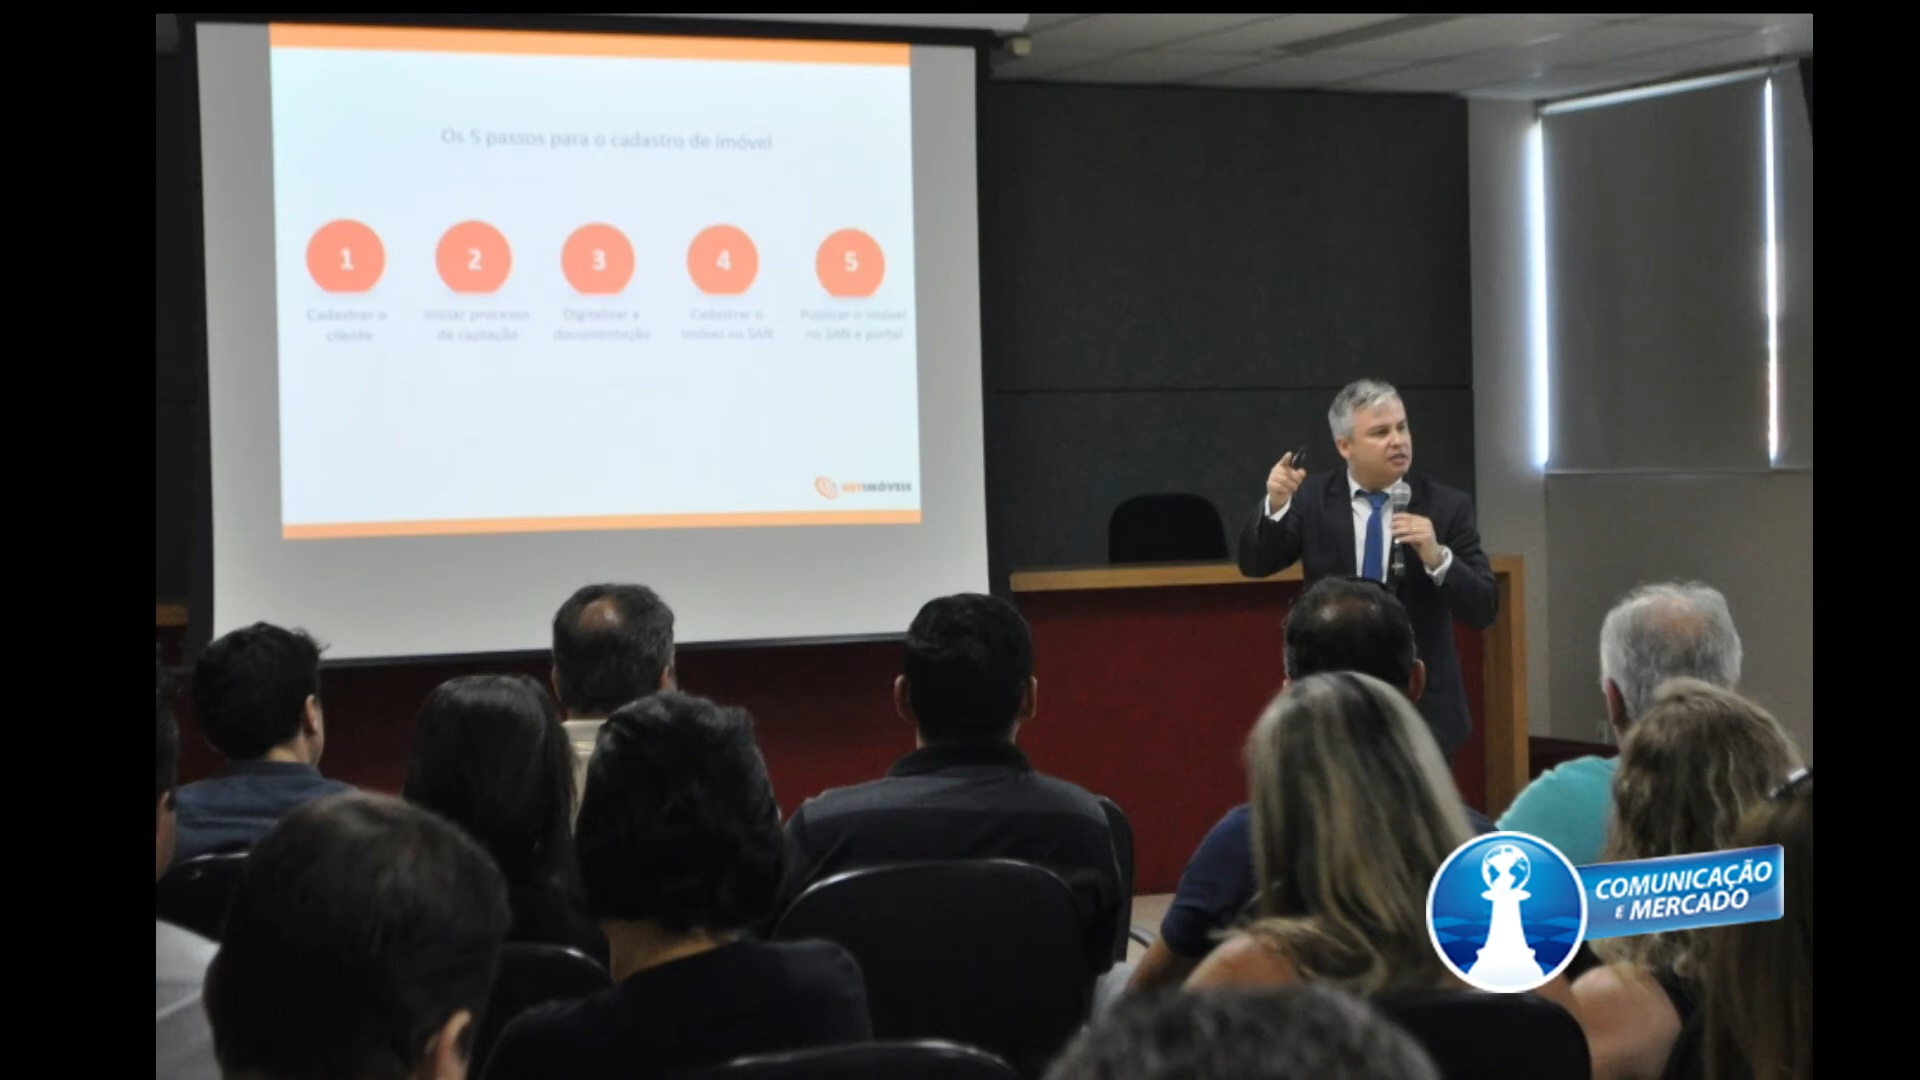 Os 5 passos para o cadastro de imóvel
1 2 3 4 5
Cadastrar o
cliente
Iniciar processo
de captação
Digitalizar a
documentação
Cadastrar o
imóvel no SAN
Publicar o imóvel
no SAN e portal
NETIMÓVEIS
COMUNICAÇÃO
E MERCADO